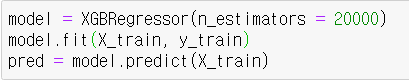 model = XGBRegressor(n_estimators = 20000)
model.fit(X_train, y_train)
pred = model.predict(X_train)